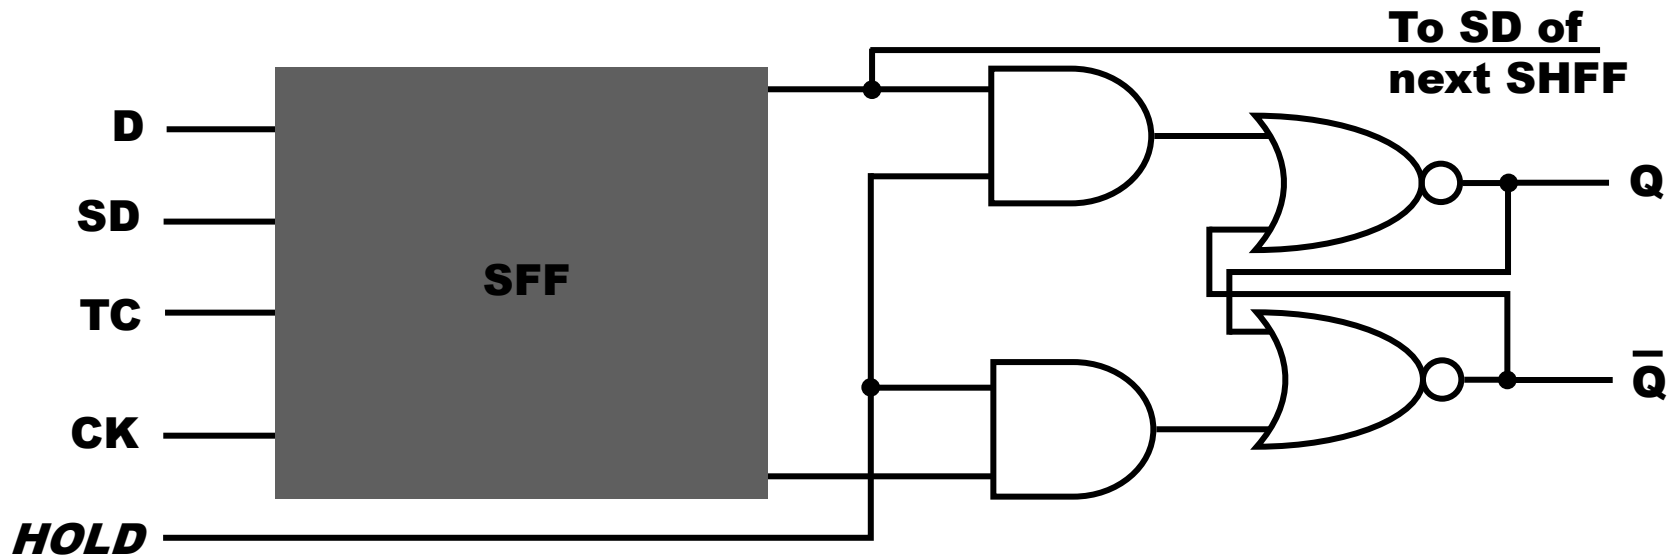 To SD of
next SHFF
D
SD
TC
CK
HOLD
SFF
Q
Q̅